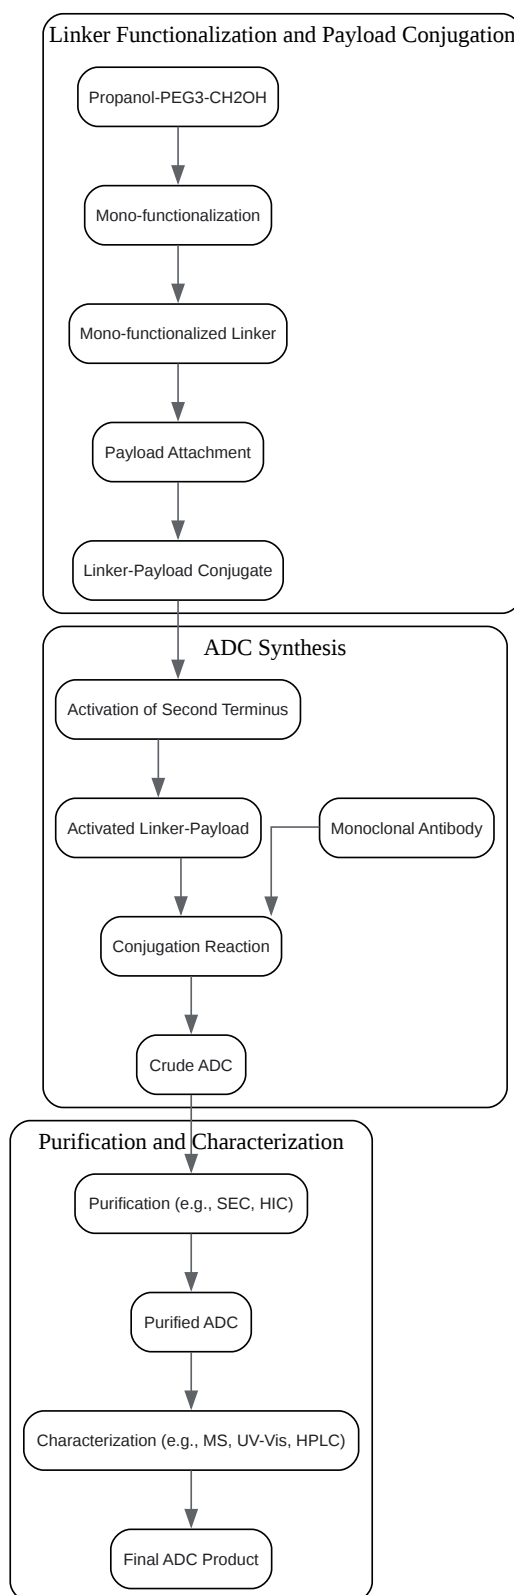 Linker Functionalization and Payload Conjugation
Propanol-PEG3-CH2OH
Mono-functionalization
Mono-functionalized Linker
Payload Attachment
Linker-Payload Conjugate
ADC Synthesis
Activation of Second Terminus
Activated Linker-Payload
Monoclonal Antibody
Conjugation Reaction
Crude ADC
Purification and Characterization
Purification (e.g., SEC, HIC)
Purified ADC
Characterization (e.g., MS, UV-Vis, HPLC)
Final ADC Product